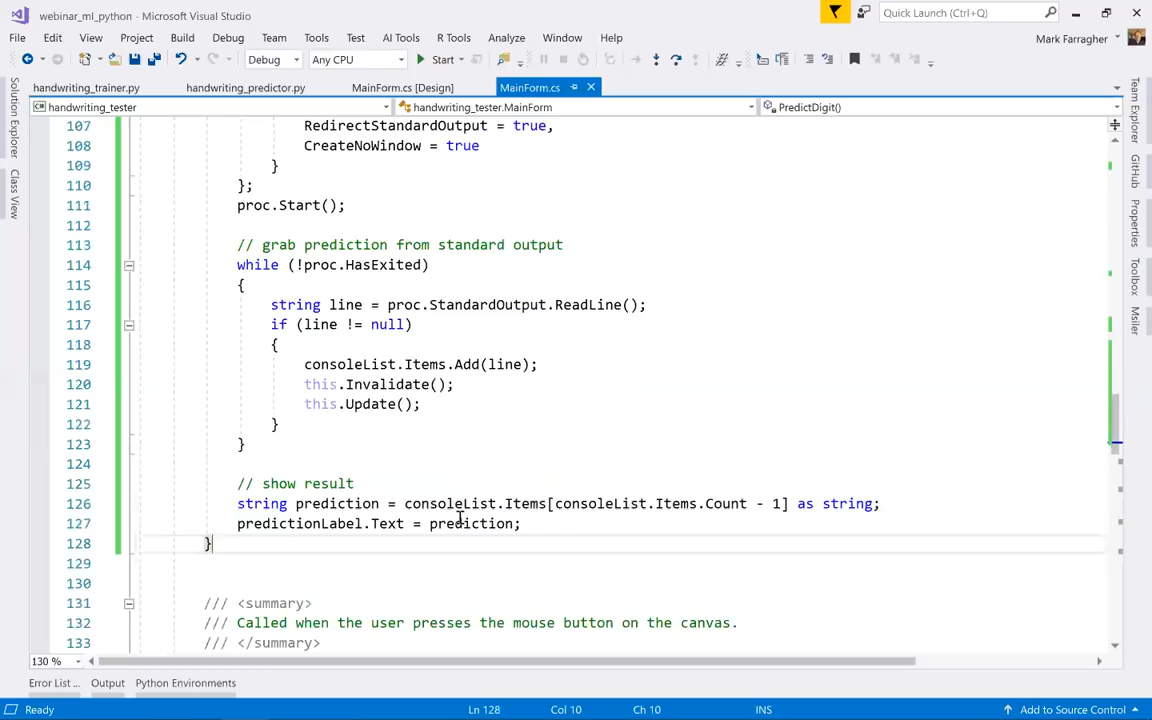 webinar_ml_python - Microsoft Visual Studio
Quick Launch (Ctrl+Q)
File Edit View Project Build Debug Team Tools Test AI Tools R Tools Analyze Window Help
Mark Farragher
Debug Any CPU Start
handwriting_trainer.py handwriting_predictor.py MainForm.cs [Design] MainForm.cs
handwriting_tester handwriting_tester.MainForm PredictDigit()
Solution Explorer
Class View
Team Explorer
GitHub
Properties
Toolbox
Msiler
107 RedirectStandardOutput = true,
108 CreateNoWindow = true
109 }
110 };
111 proc.Start();
112
113 // grab prediction from standard output
114 while (!proc.HasExited)
115 {
116 string line = proc.StandardOutput.ReadLine();
117 if (line != null)
118 {
119 consoleList.Items.Add(line);
120 this.Invalidate();
121 this.Update();
122 }
123 }
124
125 // show result
126 string prediction = consoleList.Items[consoleList.Items.Count - 1] as string;
127 predictionLabel.Text = prediction;
128 }
129
130
131 /// <summary>
132 /// Called when the user presses the mouse button on the canvas.
133 /// </summary>
130 %
Error List ... Output Python Environments
Ready Ln 128 Col 10 Ch 10 INS Add to Source Control